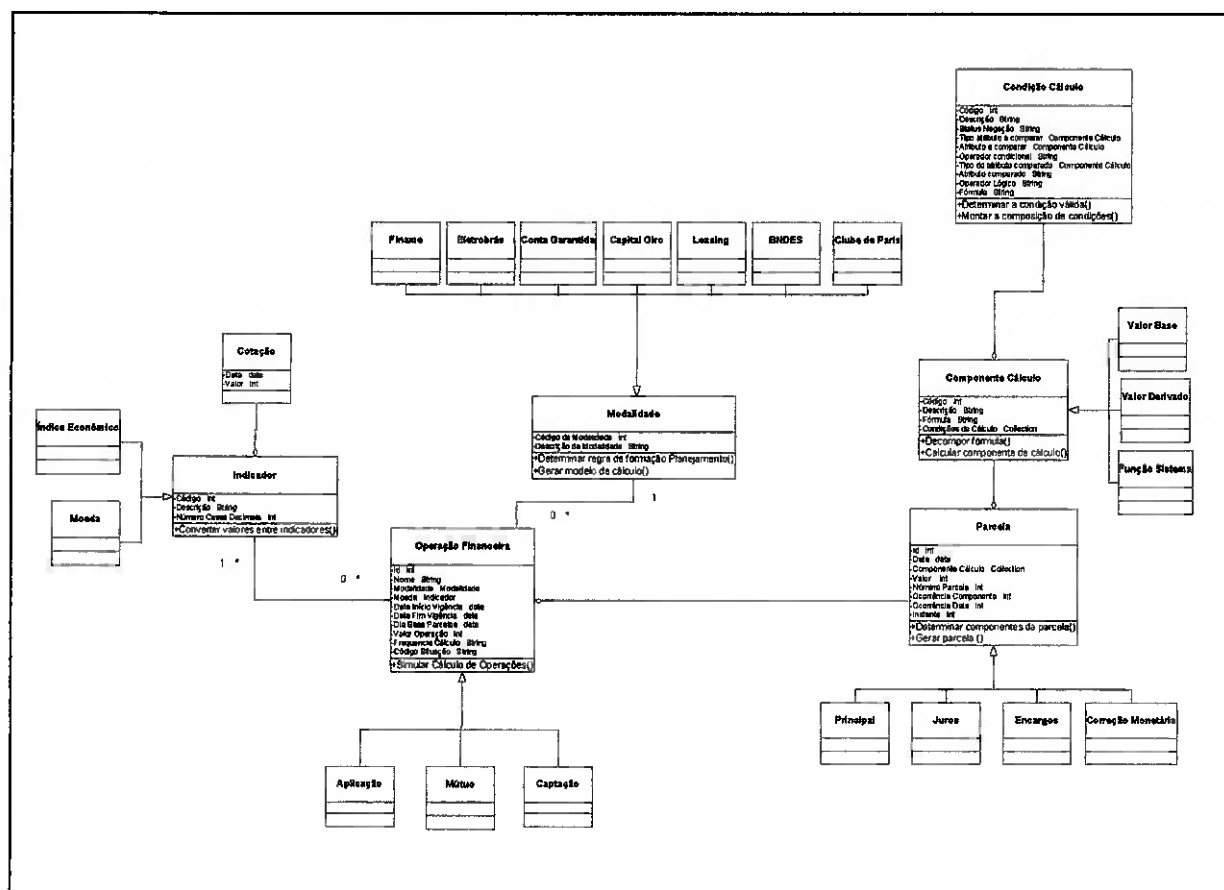 Condição Cálculo
-Código int
-Descrição String
-Status Negação String
-Tipo atributo a comparar Componente Cálculo
-Atributo a comparar Componente Cálculo
-Operador condicional String
-Tipo do atributo comparado Componente Cálculo
-Atributo comparado String
-Operador Lógico String
-Fórmula String
+Determinar a condição válida()
+Montar a composição de condições()
Finame
Eletrobrás
Conta Garantida
Capital Giro
Leasing
BNDES
Clube de Paris
Valor Base
Cotação
-Data date
-Valor int
Componente Cálculo
-Código int
-Descrição String
-Fórmula String
-Condições de Cálculo Collection
+Decompor fórmula()
+Calcular componente de cálculo()
Valor Derivado
Modalidade
-Código da Modalidade int
-Descrição da Modalidade String
+Determinar regra de formação Planejamento()
+Gerar modelo de cálculo()
Índice Econômico
Indicador
-Código int
-Descrição String
-Número Casas Decimais int
+Converter valores entre indicadores()
Função Sistema
Moeda
1
0 *
Operação Financeira
-Id int
-Nome String
-Modalidade Modalidade
-Moeda Indicador
-Data Início Vigência date
-Data Fim Vigência date
-Dia Base Parcelas date
-Valor Operação int
-Frequencia Cálculo String
-Código Situação String
+Simular Cálculo de Operações()
1 *
0 *
Parcela
-Id int
-Data date
-Componente Cálculo Collection
-Valor int
-Número Parcela int
-Ocorrência Componente int
-Ocorrência Data int
-Instante int
+Determinar componentes da parcela()
+Gerar parcela ()
Principal
Juros
Encargos
Correção Monetária
Aplicação
Mútuo
Captação